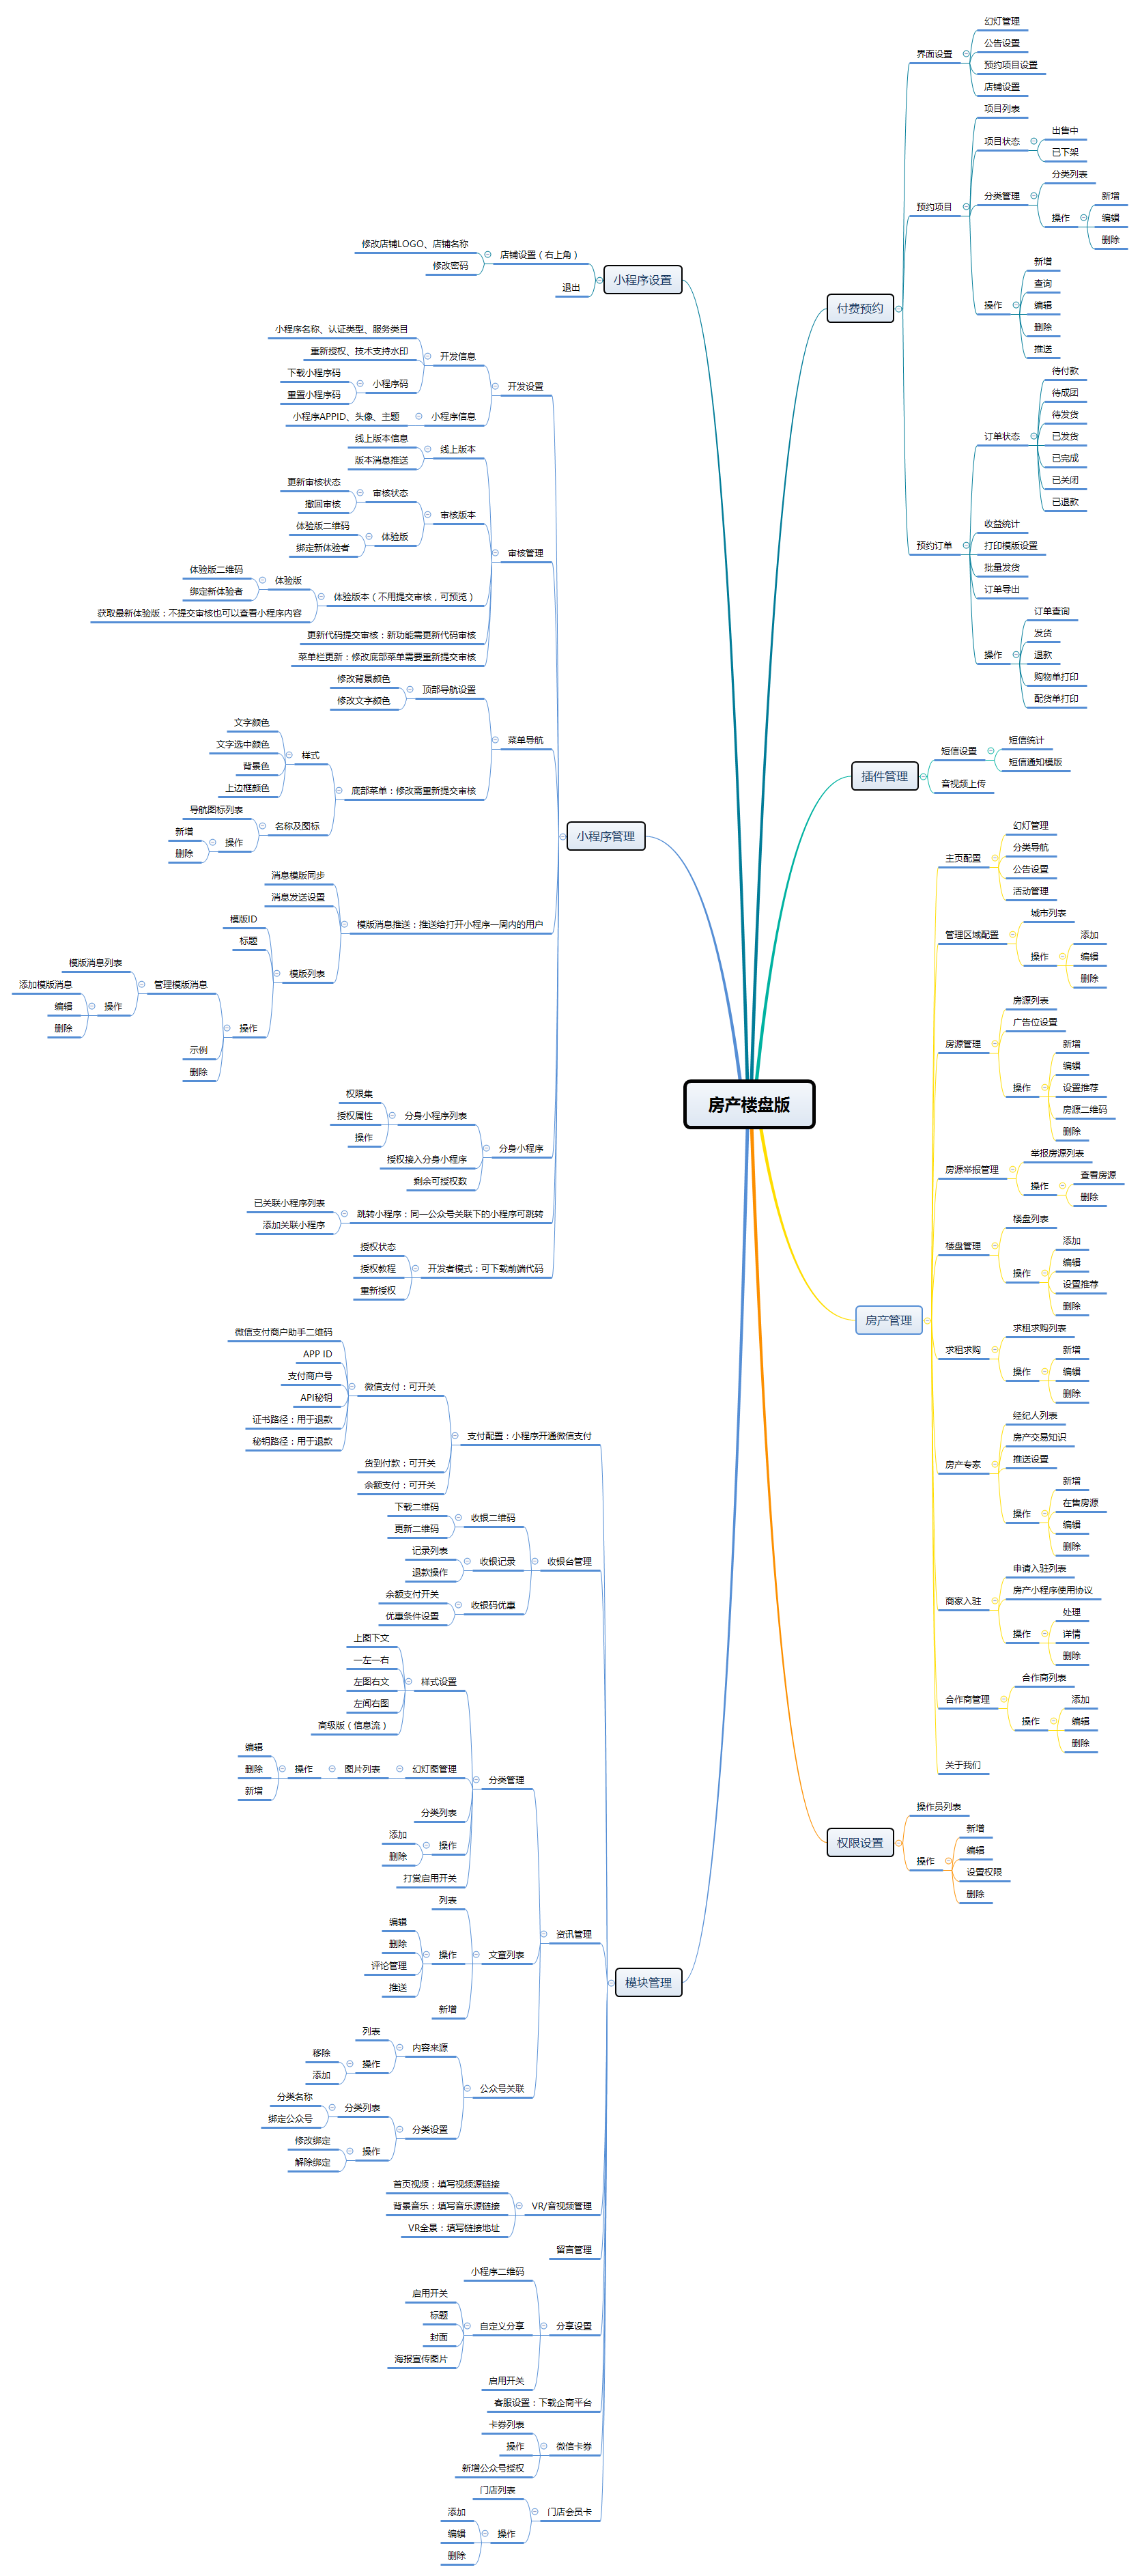 房产楼盘版
付费预约
界面设置
幻灯管理
公告设置
预约项目设置
店铺设置
预约项目
项目列表
项目状态
出售中
已下架
分类管理
分类列表
操作
新增
编辑
删除
操作
新增
查询
编辑
删除
推送
预约订单
订单状态
待付款
待成团
待发货
已发货
已完成
已关闭
已退款
收益统计
打印模版设置
批量发货
订单导出
操作
订单查询
发货
退款
购物单打印
配货单打印
插件管理
短信设置
短信统计
短信通知模版
音视频上传
房产管理
主页配置
幻灯管理
分类导航
公告设置
活动管理
管理区域配置
城市列表
操作
添加
编辑
删除
房源管理
房源列表
广告位设置
操作
新增
编辑
设置推荐
房源二维码
删除
房源举报管理
举报房源列表
操作
查看房源
删除
楼盘管理
楼盘列表
操作
添加
编辑
设置推荐
删除
求租求购
求租求购列表
操作
新增
编辑
删除
房产专家
经纪人列表
房产交易知识
推送设置
操作
新增
在售房源
编辑
删除
商家入驻
申请入驻列表
房产小程序使用协议
操作
处理
详情
删除
合作商管理
合作商列表
操作
添加
编辑
删除
关于我们
权限设置
操作员列表
操作
新增
编辑
设置权限
删除
小程序设置
店铺设置（右上角）
修改店铺LOGO、店铺名称
修改密码
退出
小程序管理
开发设置
开发信息
小程序名称、认证类型、服务类目
重新授权、技术支持水印
小程序码
下载小程序码
重置小程序码
小程序信息
小程序APPID、头像、主题
审核管理
线上版本
线上版本信息
版本消息推送
审核版本
审核状态
更新审核状态
撤回审核
体验版
体验版二维码
绑定新体验者
体验版本（不用提交审核，可预览）
体验版
体验版二维码
绑定新体验者
获取最新体验版：不提交审核也可以查看小程序内容
更新代码提交审核：新功能需更新代码审核
菜单栏更新：修改底部菜单需要重新提交审核
菜单导航
顶部导航设置
修改背景颜色
修改文字颜色
底部菜单：修改需重新提交审核
样式
文字颜色
文字选中颜色
背景色
上边框颜色
名称及图标
导航图标列表
操作
新增
删除
模版消息推送：推送给打开小程序一周内的用户
消息模版同步
消息发送设置
模版列表
模版ID
标题
操作
管理模版消息
模版消息列表
操作
添加模版消息
编辑
删除
示例
删除
分身小程序
分身小程序列表
权限集
授权属性
操作
授权接入分身小程序
剩余可授权数
跳转小程序：同一公众号关联下的小程序可跳转
已关联小程序列表
添加关联小程序
开发者模式：可下载前端代码
授权状态
授权教程
重新授权
模块管理
支付配置：小程序开通微信支付
微信支付：可开关
微信支付商户助手二维码
APP ID
支付商户号
API秘钥
证书路径：用于退款
秘钥路径：用于退款
货到付款：可开关
余额支付：可开关
收银台管理
收银二维码
下载二维码
更新二维码
收银记录
记录列表
退款操作
收银码优惠
余额支付开关
优惠条件设置
资讯管理
分类管理
样式设置
上图下文
一左一右
左图右文
左闻右图
高级版（信息流）
幻灯图管理
图片列表
操作
编辑
删除
新增
分类列表
操作
添加
删除
打赏启用开关
文章列表
列表
操作
编辑
删除
评论管理
推送
新增
公众号关联
内容来源
列表
操作
移除
添加
分类设置
分类列表
分类名称
绑定公众号
操作
修改绑定
解除绑定
VR/音视频管理
首页视频：填写视频源链接
背景音乐：填写音乐源链接
VR全景：填写链接地址
留言管理
分享设置
小程序二维码
自定义分享
启用开关
标题
封面
海报宣传图片
启用开关
客服设置：下载企商平台
微信卡券
卡券列表
操作
新增公众号授权
门店会员卡
门店列表
操作
添加
编辑
删除